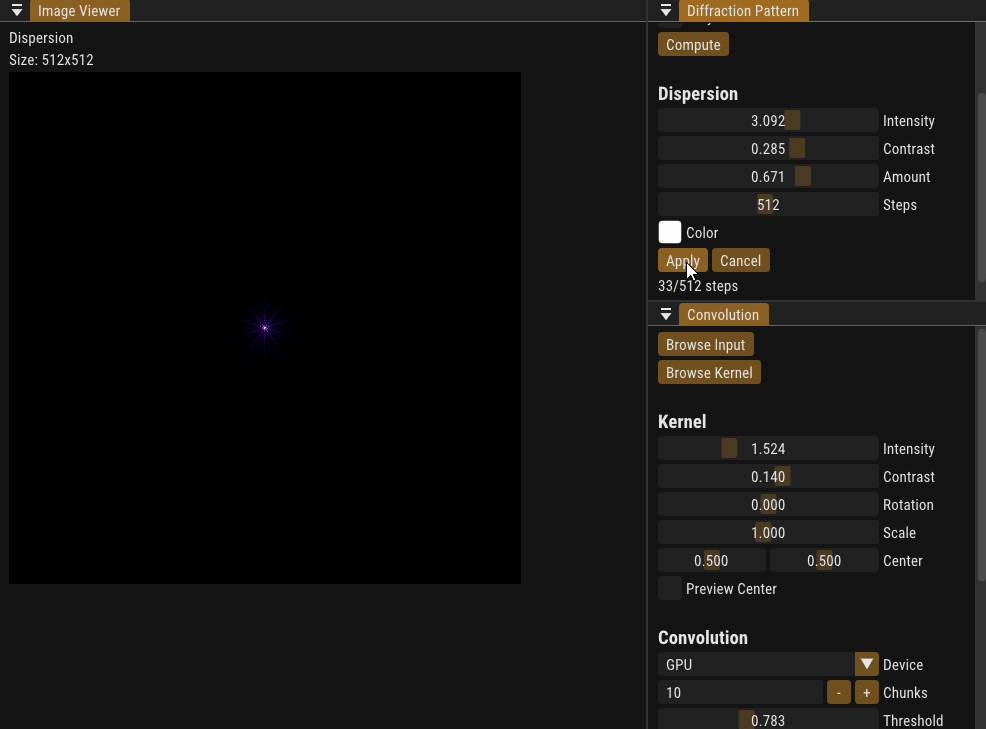 Image Viewer
Dispersion
Size: 512x512
Diffraction Pattern
Compute
Dispersion
3.092 Intensity
0.285 Contrast
0.671 Amount
512 Steps
Color
Apply Cancel
33/512 steps
Convolution
Browse Input
Browse Kernel
Kernel
1.524 Intensity
0.140 Contrast
0.000 Rotation
1.000 Scale
0.500 0.500 Center
Preview Center
Convolution
GPU Device
10 - + Chunks
0.783 Threshold